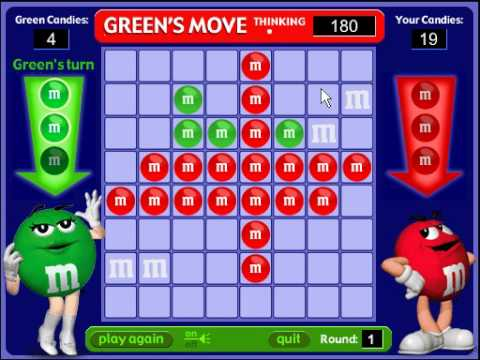 Green Candies:
4
GREEN'S MOVE THINKING 180
Your Candies:
19
Green's turn
m
m
m
m
m
m
m
m m
m m m
m m m m m
m m m m m m m
m m m m m m m
m
m m m
m
m
play again on off quit Round: 1